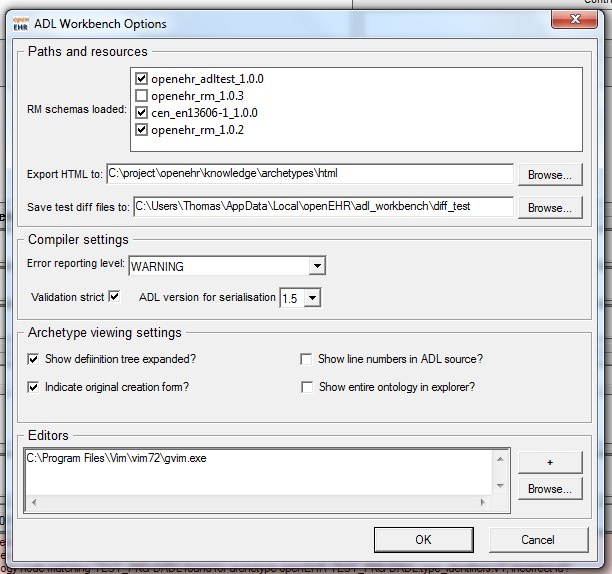 Contri
open
EHR
ADL Workbench Options
Paths and resources
RM schemas loaded:
openehr_adltest_1.0.0
openehr_rm_1.0.3
cen_en13606-1_1.0.0
openehr_rm_1.0.2
Export HTML to: C:\project\openehr\knowledge\archetypes\html Browse...
Save test diff files to: C:\Users\Thomas\AppData\Local\openEHR\adl_workbench\diff_test Browse...
Compiler settings
Error reporting level: WARNING
Validation strict ADL version for serialisation 1.5
Archetype viewing settings
Show defiinition tree expanded? Show line numbers in ADL source?
Indicate original creation form? Show entire ontology in explorer?
Editors
C:\Program Files\Vim\vim72\gvim.exe
+
Browse...
OK Cancel